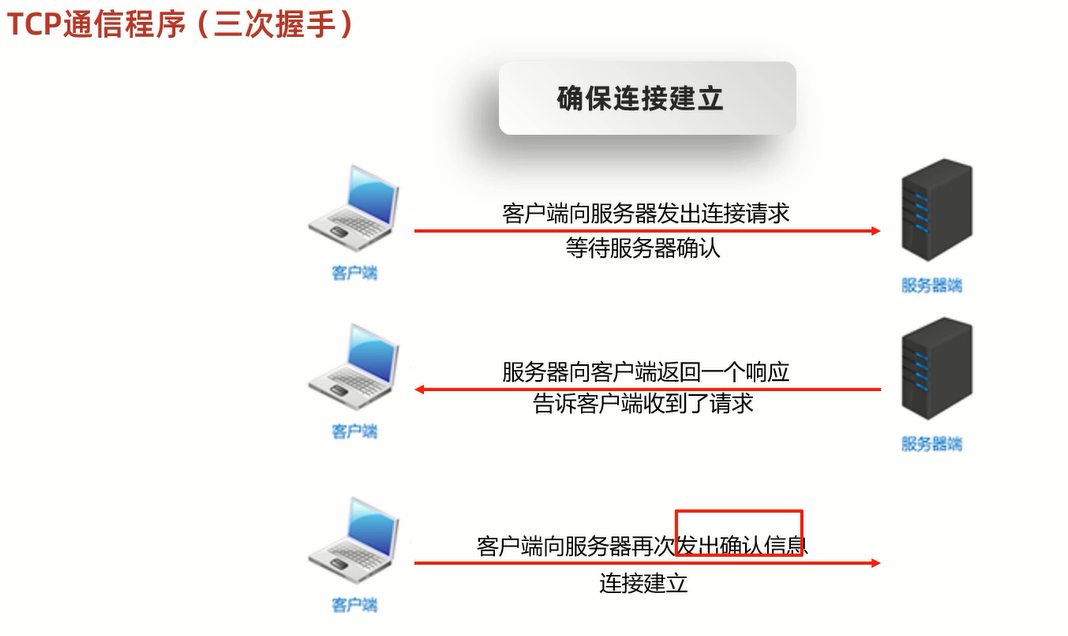 TCP通信程序（三次握手）
确保连接建立
客户端向服务器发出连接请求
等待服务器确认
客户端
服务器端
服务器向客户端返回一个响应
告诉客户端收到了请求
客户端
服务器端
客户端向服务器再次发出确认信息
连接建立
客户端